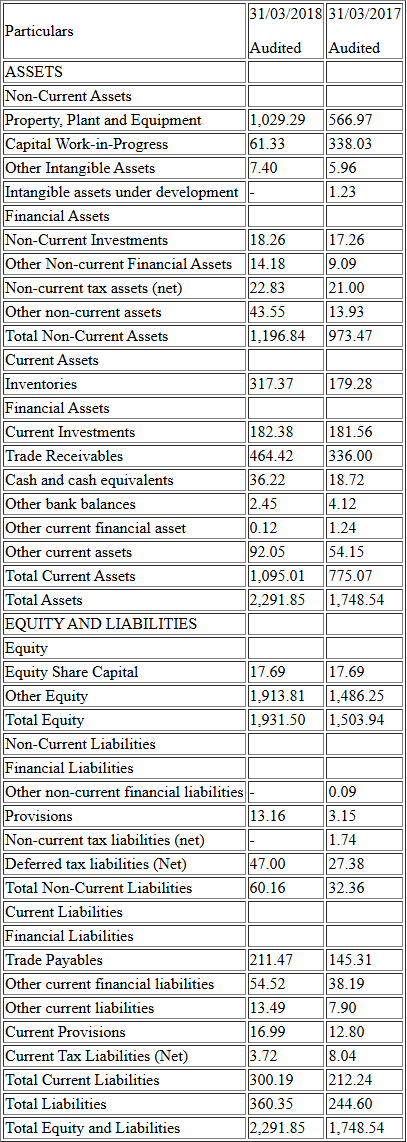 Particulars 31/03/2018 31/03/2017
Audited Audited
ASSETS
Non-Current Assets
Property, Plant and Equipment 1,029.29 566.97
Capital Work-in-Progress 61.33 338.03
Other Intangible Assets 7.40 5.96
Intangible assets under development - 1.23
Financial Assets
Non-Current Investments 18.26 17.26
Other Non-current Financial Assets 14.18 9.09
Non-current tax assets (net) 22.83 21.00
Other non-current assets 43.55 13.93
Total Non-Current Assets 1,196.84 973.47
Current Assets
Inventories 317.37 179.28
Financial Assets
Current Investments 182.38 181.56
Trade Receivables 464.42 336.00
Cash and cash equivalents 36.22 18.72
Other bank balances 2.45 4.12
Other current financial asset 0.12 1.24
Other current assets 92.05 54.15
Total Current Assets 1,095.01 775.07
Total Assets 2,291.85 1,748.54
EQUITY AND LIABILITIES
Equity
Equity Share Capital 17.69 17.69
Other Equity 1,913.81 1,486.25
Total Equity 1,931.50 1,503.94
Non-Current Liabilities
Financial Liabilities
Other non-current financial liabilities - 0.09
Provisions 13.16 3.15
Non-current tax liabilities (net) - 1.74
Deferred tax liabilities (Net) 47.00 27.38
Total Non-Current Liabilities 60.16 32.36
Current Liabilities
Financial Liabilities
Trade Payables 211.47 145.31
Other current financial liabilities 54.52 38.19
Other current liabilities 13.49 7.90
Current Provisions 16.99 12.80
Current Tax Liabilities (Net) 3.72 8.04
Total Current Liabilities 300.19 212.24
Total Liabilities 360.35 244.60
Total Equity and Liabilities 2,291.85 1,748.54